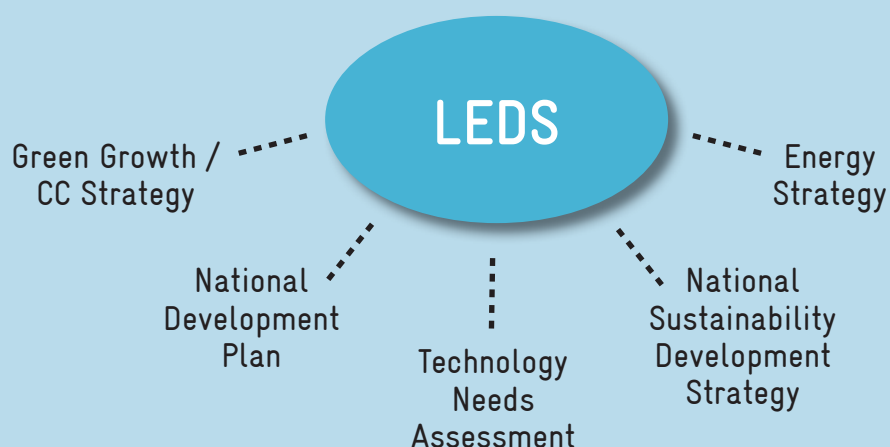 LEDS
Green Growth /
CC Strategy
National
Development
Plan
Technology
Needs
Assessment
National
Sustainability
Development
Strategy
Energy
Strategy